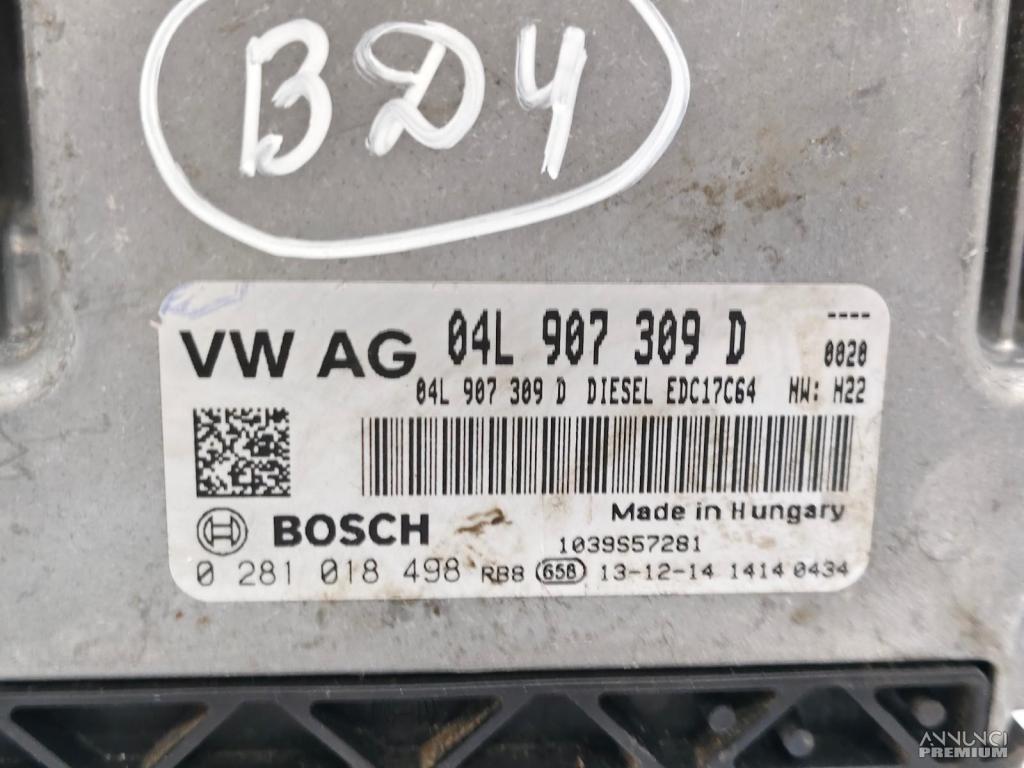 BD4
VW AG 04L 907 309 D ----
0020
04L 907 309 D DIESEL EDC17C64 HW: H22
Made in Hungary
BOSCH
1039S57281
0 281 018 498 RB8 658 13-12-14 1414 0434
ANNUNCI
PREMIUM